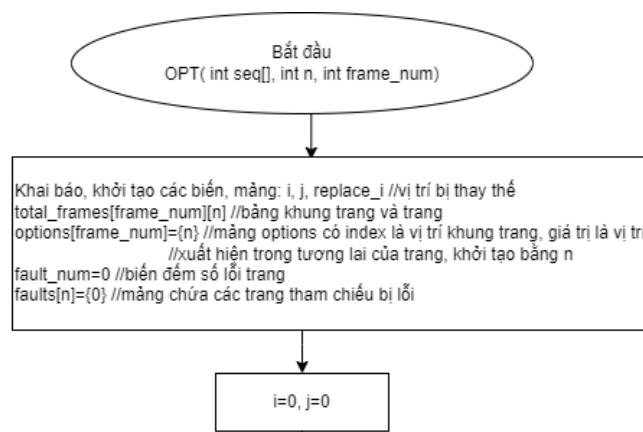 Bắt đầu
OPT( int seq[], int n, int frame_num)
Khai báo, khởi tạo các biến, mảng: i, j, replace_i //vị trí bị thay thế
total_frames[frame_num][n] //bảng khung trang và trang
options[frame_num]={n} //mảng options có index là vị trí khung trang, giá trị là vị trí
//xuất hiện trong tương lai của trang, khởi tạo bằng n
fault_num=0 //biến đếm số lỗi trang
faults[n]={0} //mảng chứa các trang tham chiếu bị lỗi
i=0, j=0